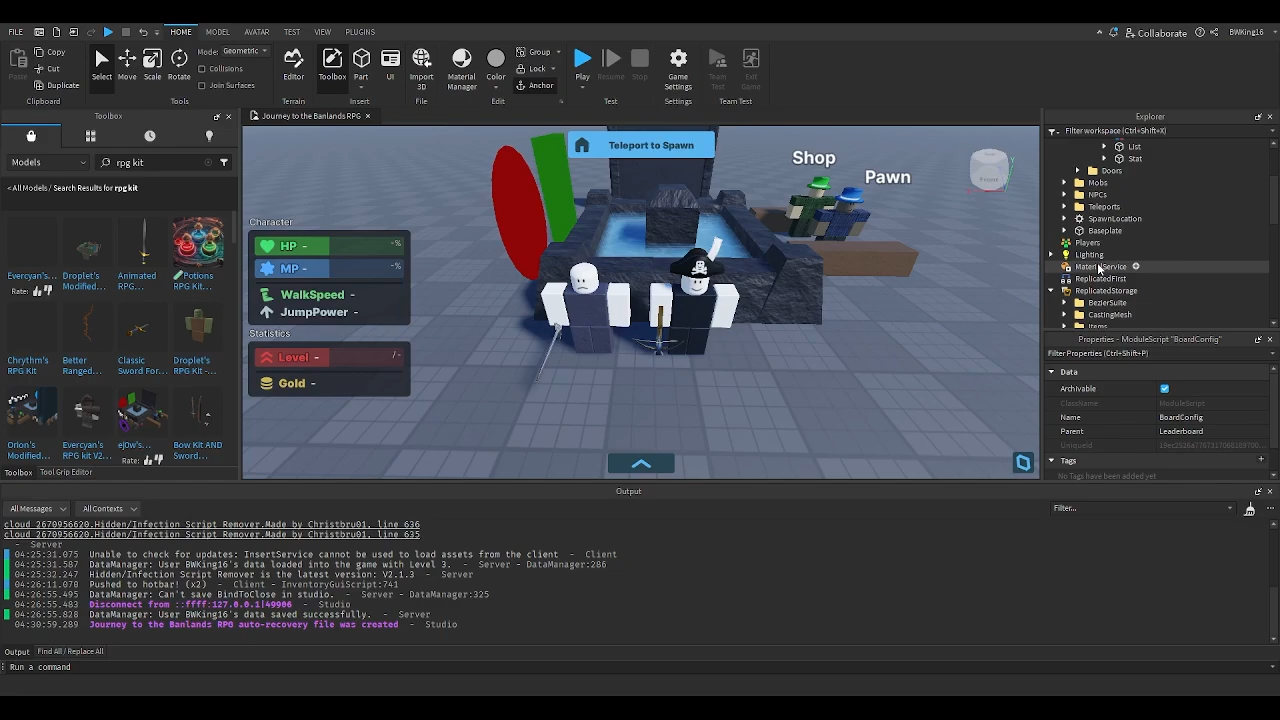 FILE HOME MODEL AVATAR TEST VIEW PLUGINS Collaborate BWKing16
Paste Copy Cut Duplicate Clipboard
Select Move Scale Rotate Mode: Geometric Collisions Join Surfaces Tools
Editor Terrain
Toolbox Part UI Insert
Import 3D File
Material Manager Color Group Lock Anchor Edit
Play Resume Stop Test
Game Settings Settings
Team Test Exit Game Team Test
Toolbox
Models
rpg kit
<All Models / Search Results for rpg kit
Evercyan's... Droplet's Modified... Animated RPG... Potions RPG Kit...
Rate:
Chrythm's RPG Kit Better Ranged... Classic Sword For... Droplet's RPG Kit -...
Orion's Modified... Evercyan's RPG kit V2... ej0w's... Bow Kit AND Sword...
Rate:
Toolbox Tool Grip Editor
Journey to the Banlands RPG
Teleport to Spawn
Shop
Pawn
Character
HP - -%
MP - -%
WalkSpeed -
JumpPower -
Statistics
Level - /-
Gold -
Explorer
Filter workspace (Ctrl+Shift+X)
List
Stat
Doors
Mobs
NPCs
Teleports
SpawnLocation
Baseplate
Players
Lighting
MaterialService
ReplicatedFirst
ReplicatedStorage
BezierSuite
CastingMesh
Items
Properties - ModuleScript "BoardConfig"
Filter Properties (Ctrl+Shift+P)
Data
Archivable
ClassName ModuleScript
Name BoardConfig
Parent Leaderboard
UniqueId
Tags
No Tags have been added yet
Output
All Messages All Contexts Filter...
cloud_2670956620.Hidden/Infection Script Remover.Made by Christbru01, line 636
cloud_2670956620.Hidden/Infection Script Remover.Made by Christbru01, line 635
- Server
04:25:31.075 Unable to check for updates: InsertService cannot be used to load assets from the client - Client
04:25:31.587 DataManager: User BWKing16's data loaded into the game with Level 3. - Server - DataManager:286
04:25:32.247 Hidden/Infection Script Remover is the latest version: V2.1.3 - Server
04:26:11.070 Pushed to hotbar! (x2) - Client - InventoryGuiScript:741
04:26:55.495 DataManager: Can't save BindToClose in studio. - Server - DataManager:325
04:26:55.483 Disconnect from ::ffff:127.0.0.1|49906 - Studio
04:26:55.828 DataManager: User BWKing16's data saved successfully. - Server
04:30:59.289 Journey to the Banlands RPG auto-recovery file was created - Studio
Output Find All / Replace All
Run a command